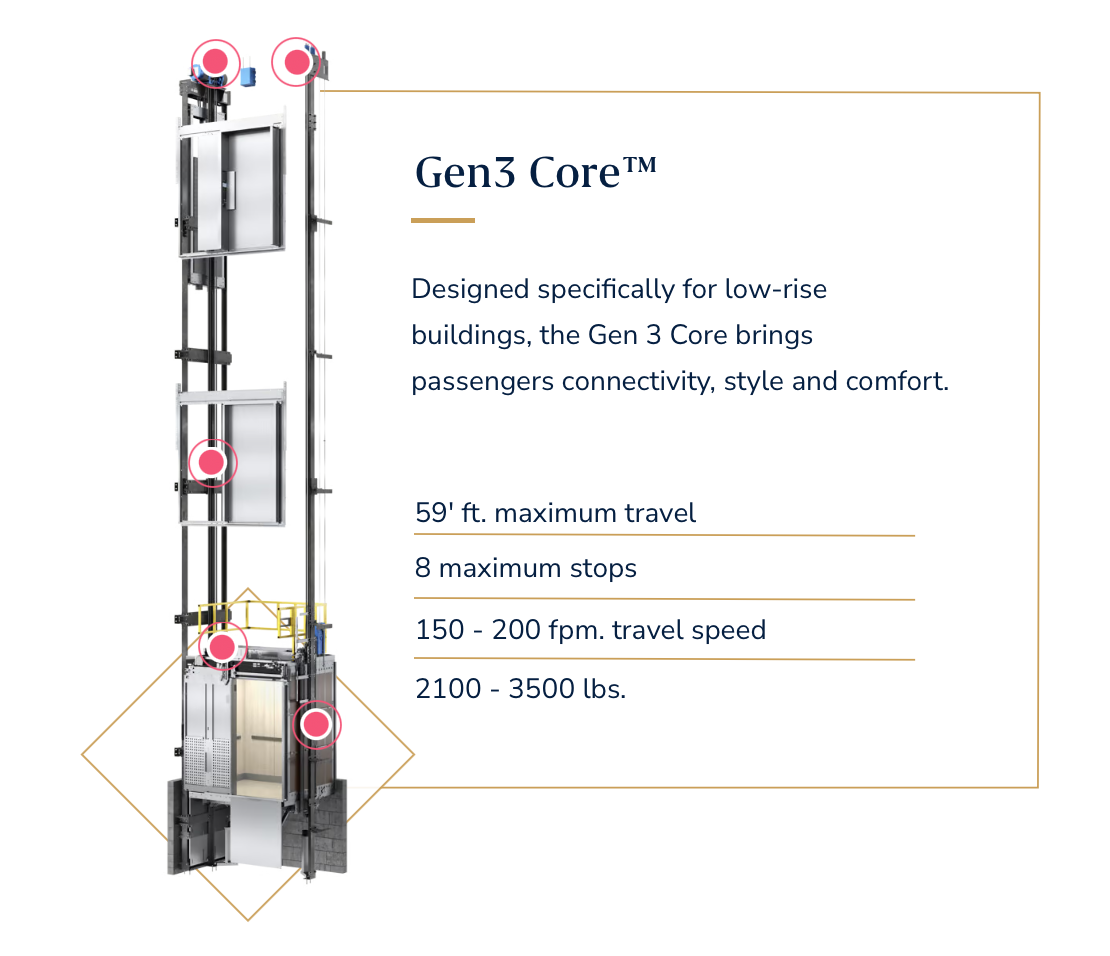 Gen3 Core™
Designed specifically for low-rise
buildings, the Gen 3 Core brings
passengers connectivity, style and comfort.
59' ft. maximum travel
8 maximum stops
150 - 200 fpm. travel speed
2100 - 3500 lbs.